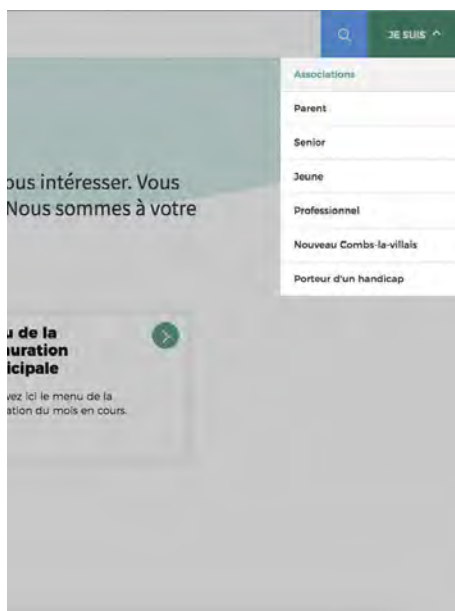 JE SUIS
Associations
Parent
Senior
Jeune
Professionnel
Nouveau Combs-la-villais
Porteur d'un handicap
ous intéresser. Vous
Nous sommes à votre
u de la
auration
icipale
vez ici le menu de la
ation du mois en cours.